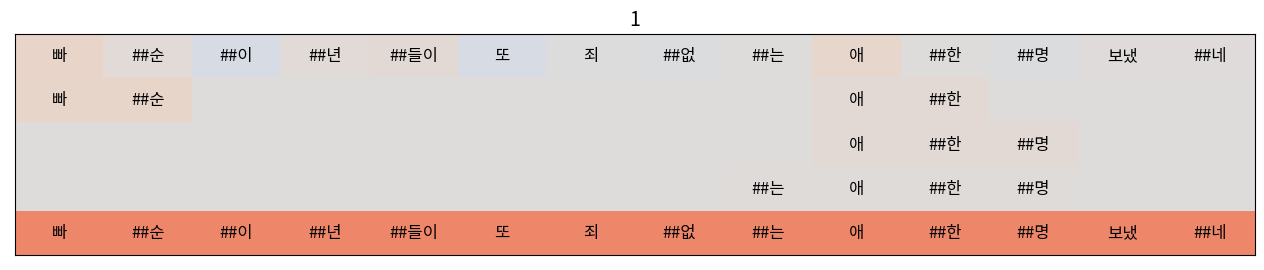 1
빠 ##순 ##이 ##년 ##들이 또 죄 ##없 ##는 애 ##한 ##명 보냈 ##네
빠 ##순 애 ##한
애 ##한 ##명
##는 애 ##한 ##명
빠 ##순 ##이 ##년 ##들이 또 죄 ##없 ##는 애 ##한 ##명 보냈 ##네